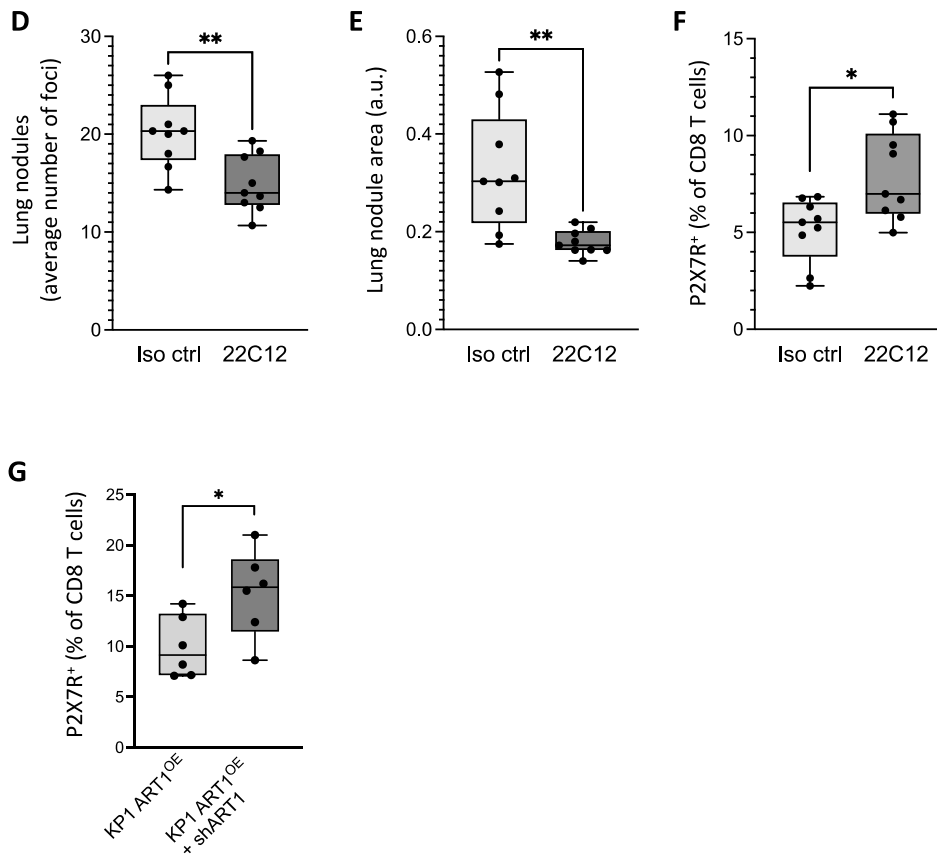 D
Lung nodules
(average number of foci)
30
20
10
0
**
Iso ctrl
22C12
E
Lung nodule area (a.u.)
0.6
0.4
0.2
0.0
**
Iso ctrl
22C12
F
P2X7R⁺ (% of CD8 T cells)
15
10
5
0
*
Iso ctrl
22C12
G
P2X7R⁺ (% of CD8 T cells)
25
20
15
10
5
0
*
KP1 ART1ᴼᴱ
KP1 ART1ᴼᴱ
+ shART1